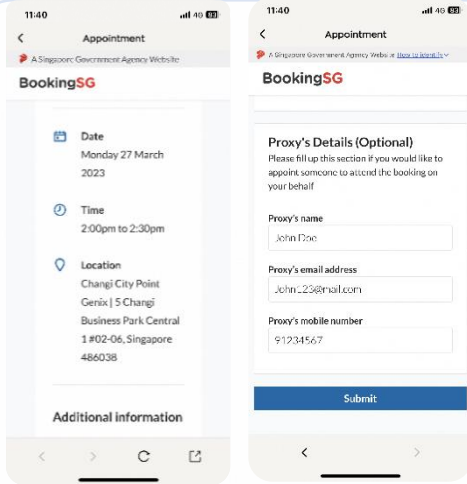 11:40
4G 83
Appointment
A Singapore Government Agency Website
BookingSG
Date
Monday 27 March
2023
Time
2:00pm to 2:30pm
Location
Changi City Point
Genix | 5 Changi
Business Park Central
1 #02-06, Singapore
486038
Additional information
11:40
4G 83
Appointment
A Singapore Government Agency Website How to identify
BookingSG
Proxy's Details (Optional)
Please fill up this section if you would like to
appoint someone to attend the booking on
your behalf
Proxy's name
John Doe
Proxy's email address
John123@mail.com
Proxy's mobile number
91234567
Submit